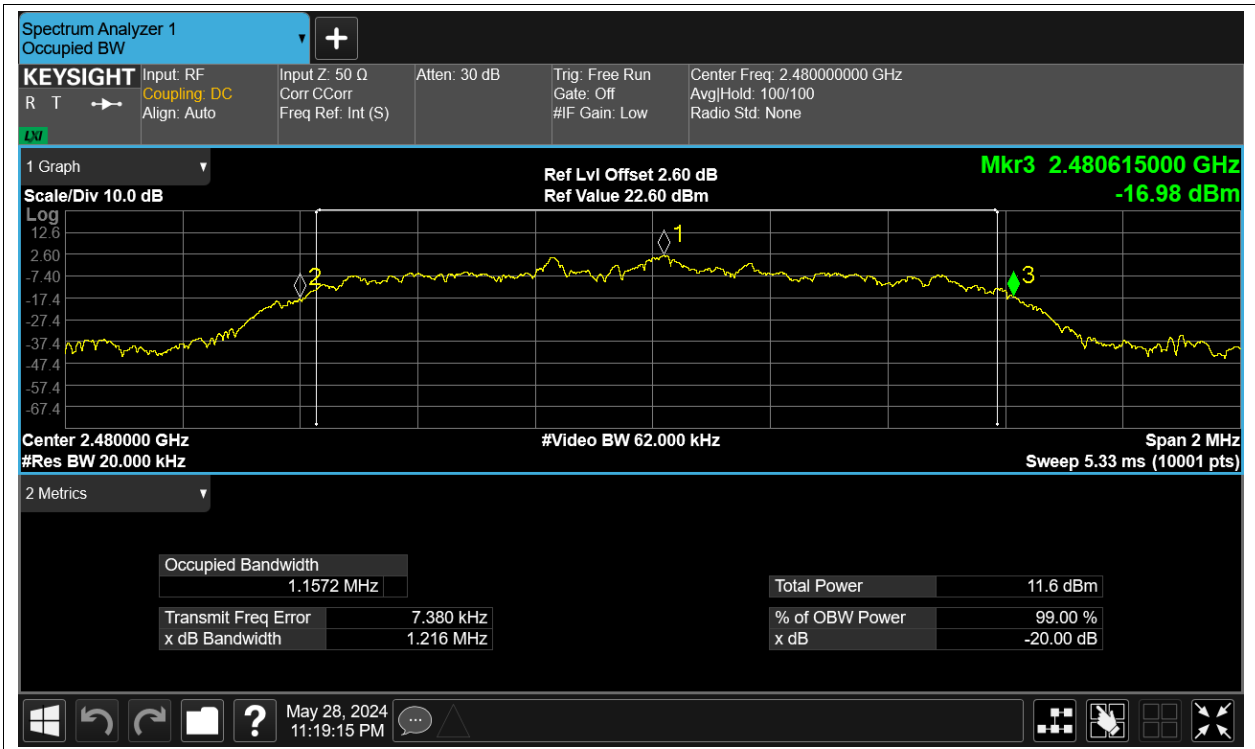 Spectrum Analyzer 1
Occupied BW
+
KEYSIGHT
R T
LXI
Input: RF
Coupling: DC
Align: Auto
Input Z: 50 Ω
Corr CCorr
Freq Ref: Int (S)
Atten: 30 dB
Trig: Free Run
Gate: Off
#IF Gain: Low
Center Freq: 2.480000000 GHz
Avg|Hold: 100/100
Radio Std: None
1 Graph
Scale/Div 10.0 dB
Ref Lvl Offset 2.60 dB
Ref Value 22.60 dBm
Mkr3 2.480615000 GHz
-16.98 dBm
Log
12.6
2.60
-7.40
-17.4
-27.4
-37.4
-47.4
-57.4
-67.4
1
2
3
Center 2.480000 GHz
#Video BW 62.000 kHz
Span 2 MHz
#Res BW 20.000 kHz
Sweep 5.33 ms (10001 pts)
2 Metrics
Occupied Bandwidth
1.1572 MHz
Transmit Freq Error 7.380 kHz
x dB Bandwidth 1.216 MHz
Total Power 11.6 dBm
% of OBW Power 99.00 %
x dB -20.00 dB
?
May 28, 2024
11:19:15 PM